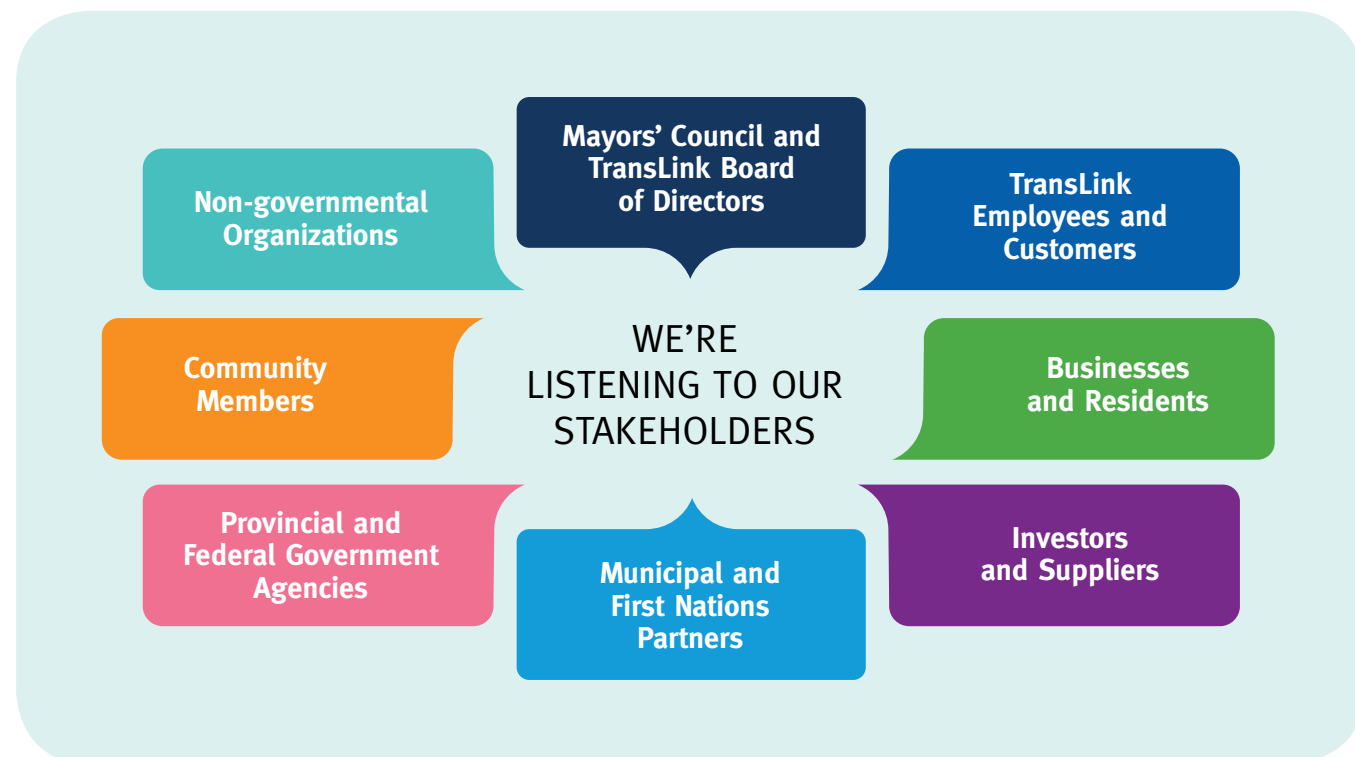 Mayors’ Council and
TransLink Board
of Directors
Non-governmental
Organizations
TransLink
Employees and
Customers
WE’RE
LISTENING TO OUR
STAKEHOLDERS
Community
Members
Businesses
and Residents
Provincial and
Federal Government
Agencies
Municipal and
First Nations
Partners
Investors
and Suppliers